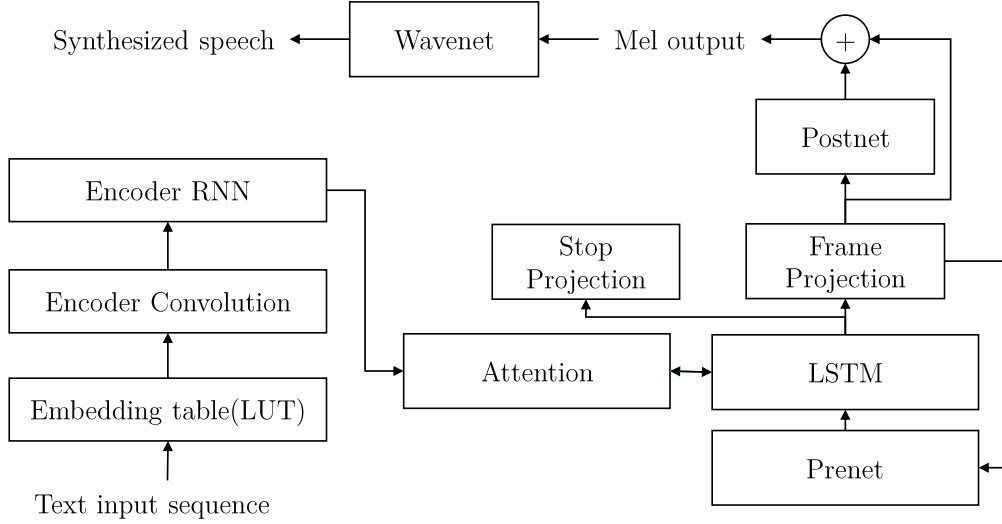 Synthesized speech
Wavenet
Mel output
+
Postnet
Encoder RNN
Stop
Projection
Frame
Projection
Encoder Convolution
Attention
LSTM
Embedding table(LUT)
Prenet
Text input sequence